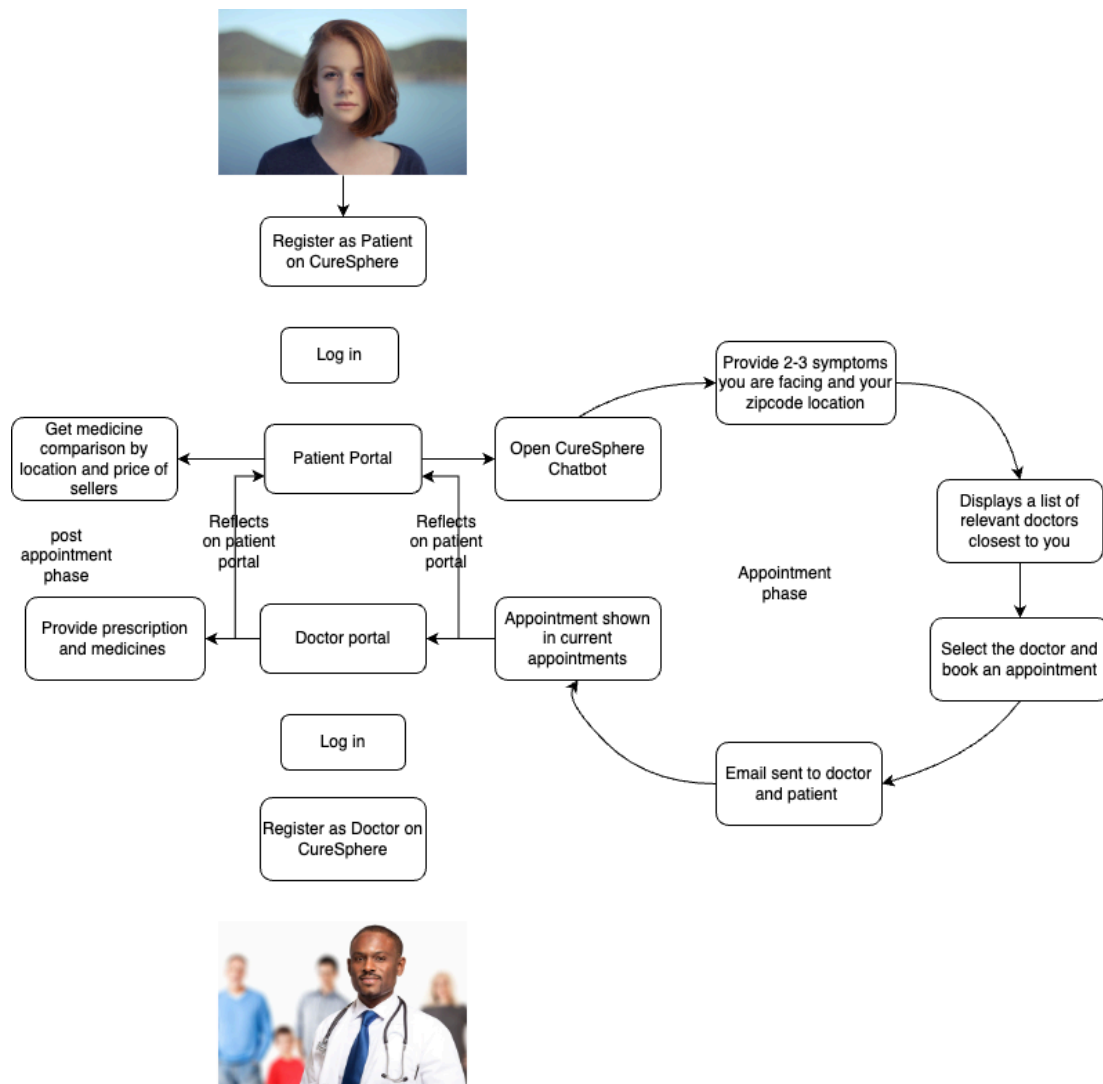 Register as Patient
on CureSphere
Log in
Provide 2-3 symptoms
you are facing and your
zipcode location
Get medicine
comparison by
location and price of
sellers
Patient Portal
Open CureSphere
Chatbot
Displays a list of
relevant doctors
closest to you
post
appointment
phase
Reflects
on patient
portal
Reflects
on patient
portal
Appointment
phase
Provide prescription
and medicines
Doctor portal
Appointment shown
in current
appointments
Select the doctor and
book an appointment
Log in
Email sent to doctor
and patient
Register as Doctor on
CureSphere